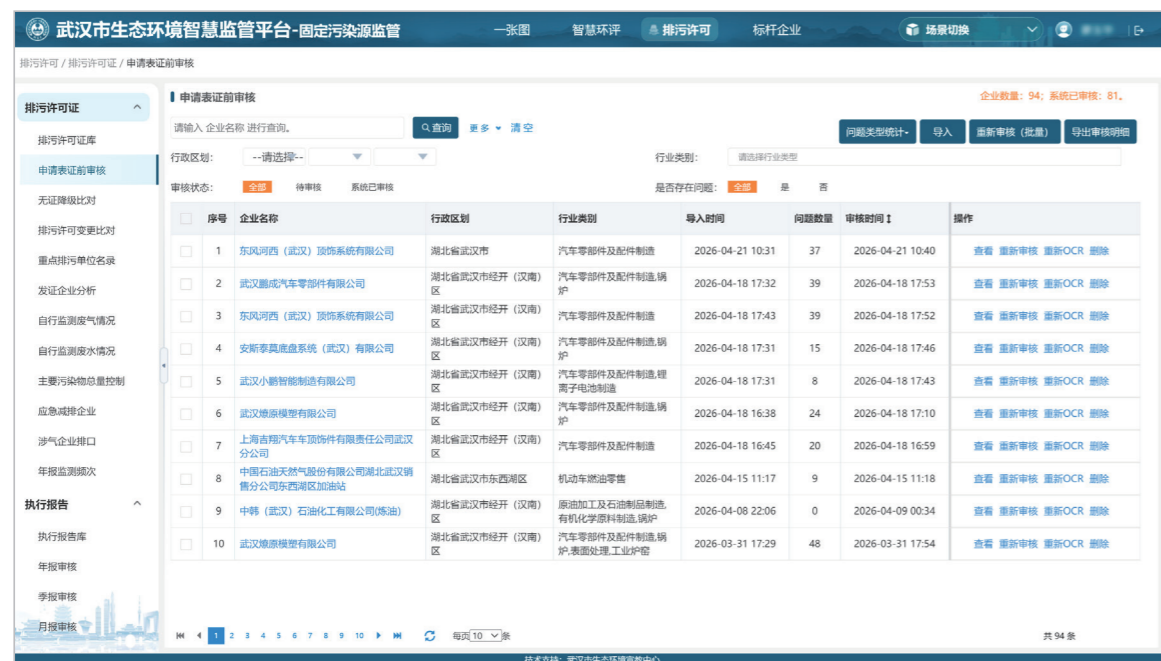 武汉市生态环境智慧监管平台-固定污染源监管 一张图 智慧环评 排污许可 标杆企业 场景切换
排污许可 / 排污许可证 / 申请表证前审核
排污许可证
排污许可证库
申请表证前审核
无证降级比对
排污许可变更比对
重点排污单位名录
发证企业分析
自行监测废气情况
自行监测废水情况
主要污染物总量控制
应急减排企业
涉气企业排口
年报监测频次
执行报告
执行报告库
年报审核
季报审核
月报审核
申请表证前审核 企业数量：94；系统已审核：81。
请输入 企业名称 进行查询。 查询 更多 清空 问题类型统计 导入 重新审核（批量） 导出审核明细
行政区划： --请选择-- 行业类别： 请选择行业类型
审核状态： 全部 待审核 系统已审核 是否存在问题： 全部 是 否
序号 企业名称 行政区划 行业类别 导入时间 问题数量 审核时间 操作
1 东风河西（武汉）顶饰系统有限公司 湖北省武汉市 汽车零部件及配件制造 2026-04-21 10:31 37 2026-04-21 10:40 查看 重新审核 重新OCR 删除
2 武汉鹏成汽车零部件有限公司 湖北省武汉市经开（汉南）区 汽车零部件及配件制造,锅炉 2026-04-18 17:32 39 2026-04-18 17:53 查看 重新审核 重新OCR 删除
3 东风河西（武汉）顶饰系统有限公司 湖北省武汉市经开（汉南）区 汽车零部件及配件制造 2026-04-18 17:43 39 2026-04-18 17:52 查看 重新审核 重新OCR 删除
4 安斯泰莫底盘系统（武汉）有限公司 湖北省武汉市经开（汉南）区 汽车零部件及配件制造,锅炉 2026-04-18 17:31 15 2026-04-18 17:46 查看 重新审核 重新OCR 删除
5 武汉小鹏智能制造有限公司 湖北省武汉市经开（汉南）区 汽车零部件及配件制造,锂离子电池制造 2026-04-18 17:31 8 2026-04-18 17:43 查看 重新审核 重新OCR 删除
6 武汉燎原模塑有限公司 湖北省武汉市经开（汉南）区 汽车零部件及配件制造,锅炉 2026-04-18 16:38 24 2026-04-18 17:10 查看 重新审核 重新OCR 删除
7 上海吉翔汽车车顶饰件有限责任公司武汉分公司 湖北省武汉市经开（汉南）区 汽车零部件及配件制造 2026-04-18 16:45 20 2026-04-18 16:59 查看 重新审核 重新OCR 删除
8 中国石油天然气股份有限公司湖北武汉销售分公司东西湖区加油站 湖北省武汉市东西湖区 机动车燃油零售 2026-04-15 11:17 9 2026-04-15 11:18 查看 重新审核 重新OCR 删除
9 中韩（武汉）石油化工有限公司(炼油) 湖北省武汉市经开（汉南）区 原油加工及石油制品制造,有机化学原料制造,锅炉 2026-04-08 22:06 0 2026-04-09 00:34 查看 重新审核 重新OCR 删除
10 武汉燎原模塑有限公司 湖北省武汉市经开（汉南）区 汽车零部件及配件制造,锅炉,表面处理,工业炉窑 2026-03-31 17:29 48 2026-03-31 17:54 查看 重新审核 重新OCR 删除
1 2 3 4 5 6 7 8 9 10 每页 10 条 共 94 条
技术支持：武汉市生态环境宣教中心